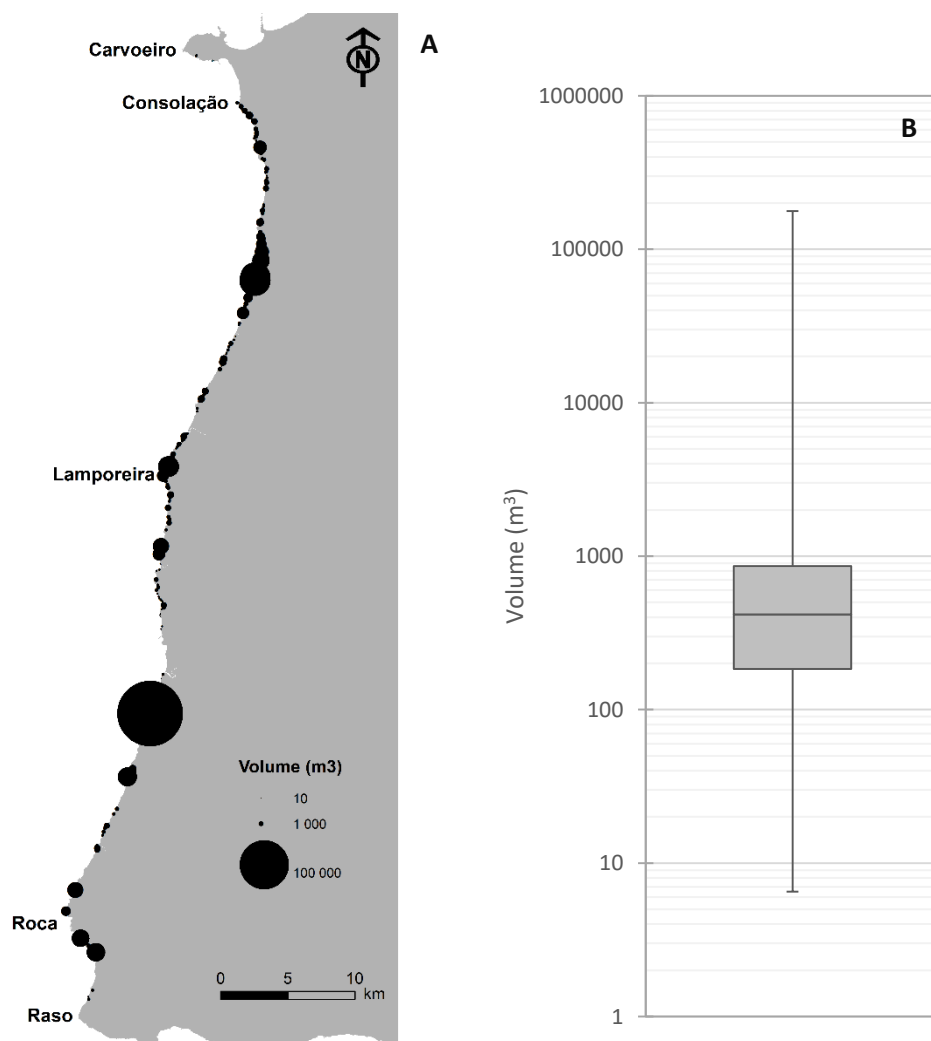 A
N
Carvoeiro
Consolação
Lamporeira
Volume (m3)
10
1 000
100 000
Roca
0 5 10
km
Raso
B
1000000
100000
10000
1000
100
10
1
Volume (m³)